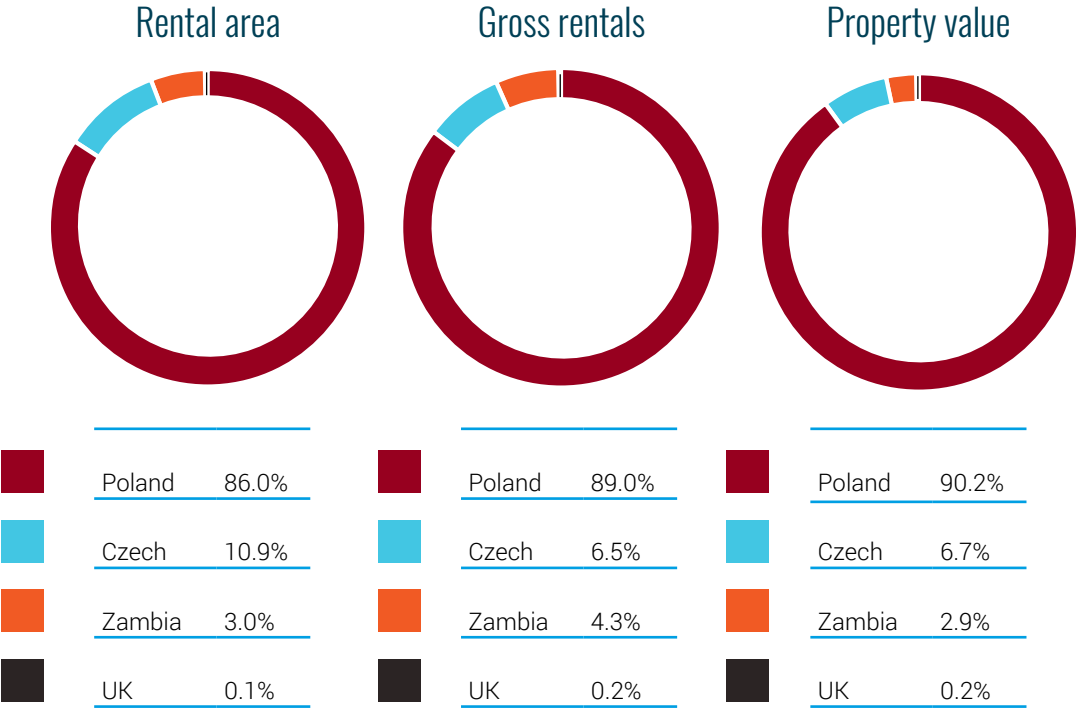 Rental area
Gross rentals
Property value
Poland 86.0%
Czech 10.9%
Zambia 3.0%
UK 0.1%
Poland 89.0%
Czech 6.5%
Zambia 4.3%
UK 0.2%
Poland 90.2%
Czech 6.7%
Zambia 2.9%
UK 0.2%